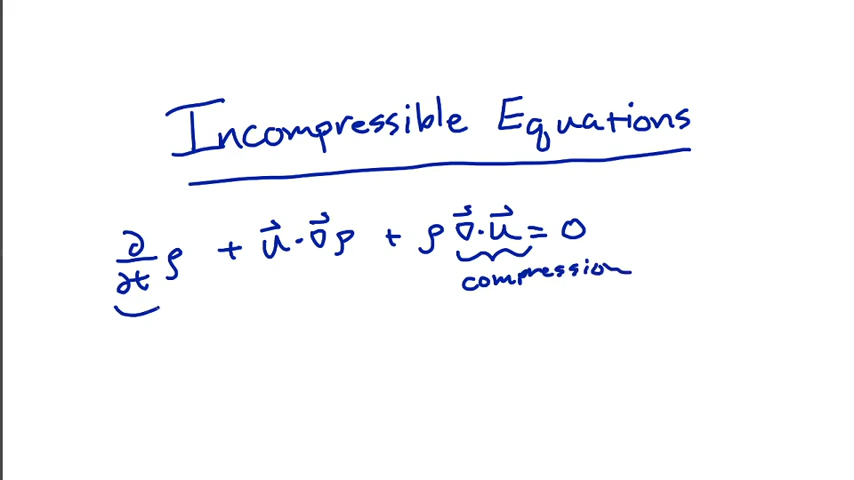 Incompressible Equations
∂/∂t ρ + u⃗·∇⃗ρ + ρ ∇⃗·u⃗ = 0
compression